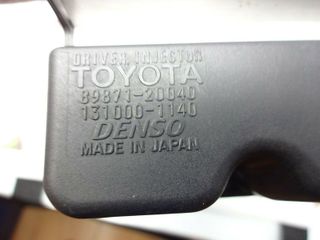 DRIVER, INJECTOR
TOYOTA
89871-20040
131000-1140
DENSO
MADE IN JAPAN